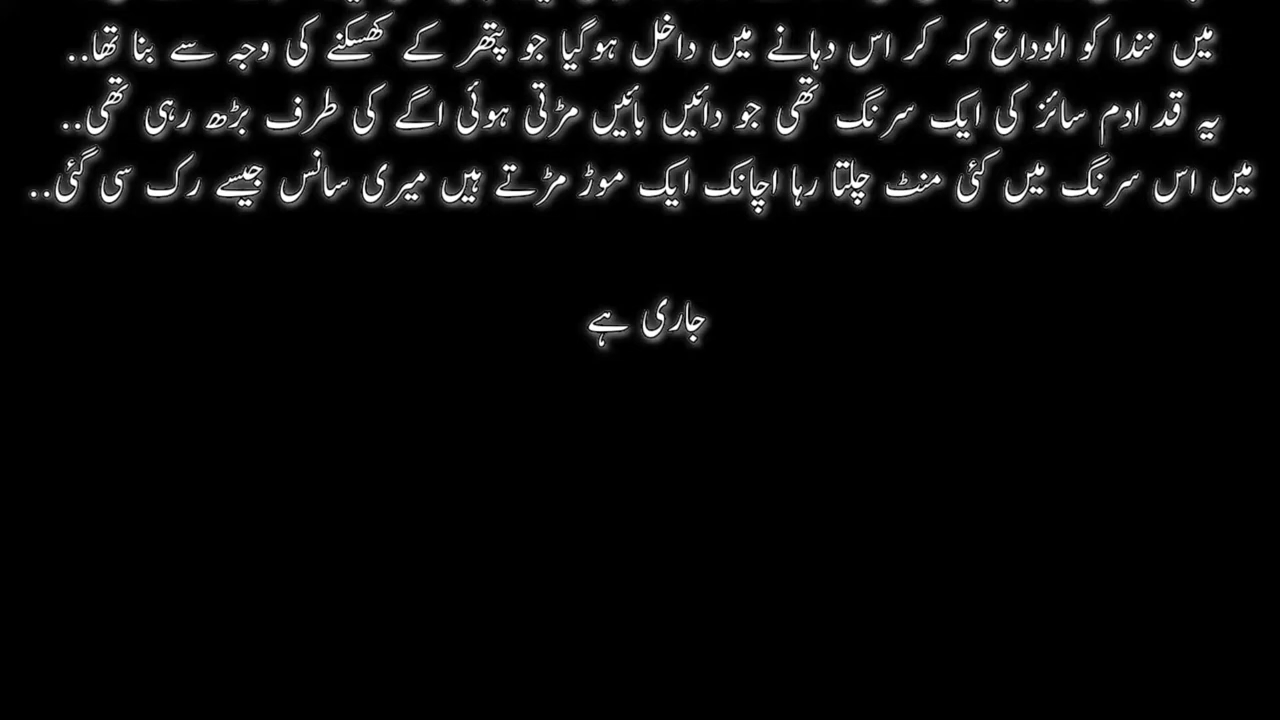 میں نندا کو الوداع کہ کر اس دہانے میں داخل ہوگیا جو پتھر کے کھسکنے کی وجہ سے بنا تھا..
یہ قد ادم سائز کی ایک سرنگ تھی جو دائیں بائیں مڑتی ہوئی اگے کی طرف بڑھ رہی تھی..
میں اس سرنگ میں کئی منٹ چلتا رہا اچانک ایک موڑ مڑتے ہیں میری سانس جیسے رک سی گئی..
جاری ہے